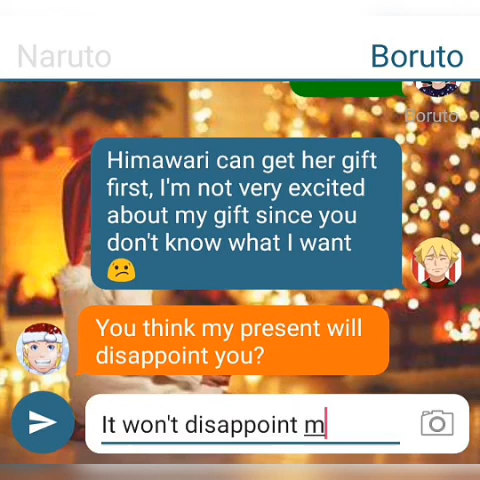 Naruto
Boruto
Boruto
Himawari can get her gift
first, I'm not very excited
about my gift since you
don't know what I want
😕
You think my present will
disappoint you?
It won't disappoint m